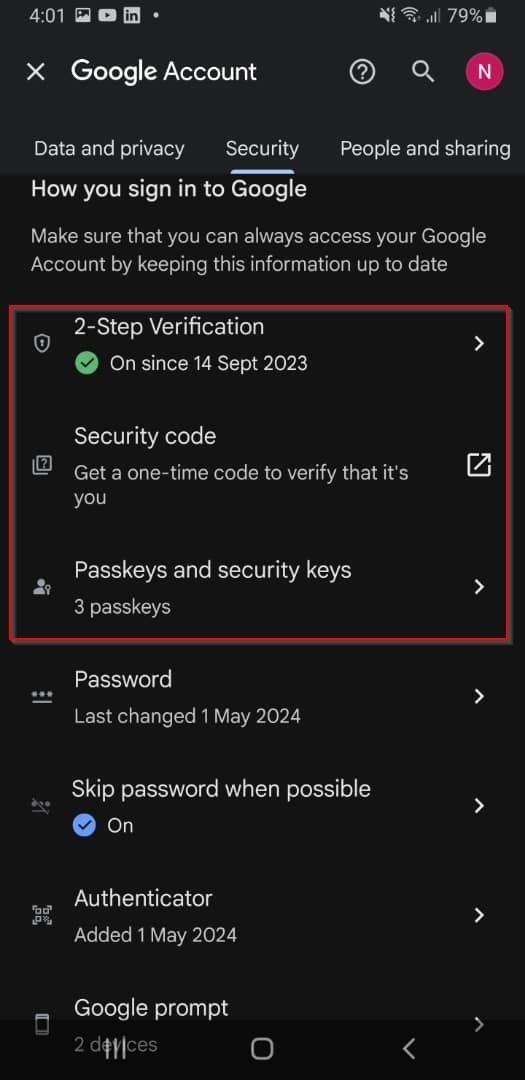 4:01
79%
Google Account
N
Data and privacy
Security
People and sharing
How you sign in to Google
Make sure that you can always access your Google
Account by keeping this information up to date
2-Step Verification
On since 14 Sept 2023
Security code
Get a one-time code to verify that it's
you
Passkeys and security keys
3 passkeys
Password
Last changed 1 May 2024
Skip password when possible
On
Authenticator
Added 1 May 2024
Google prompt
2 devices